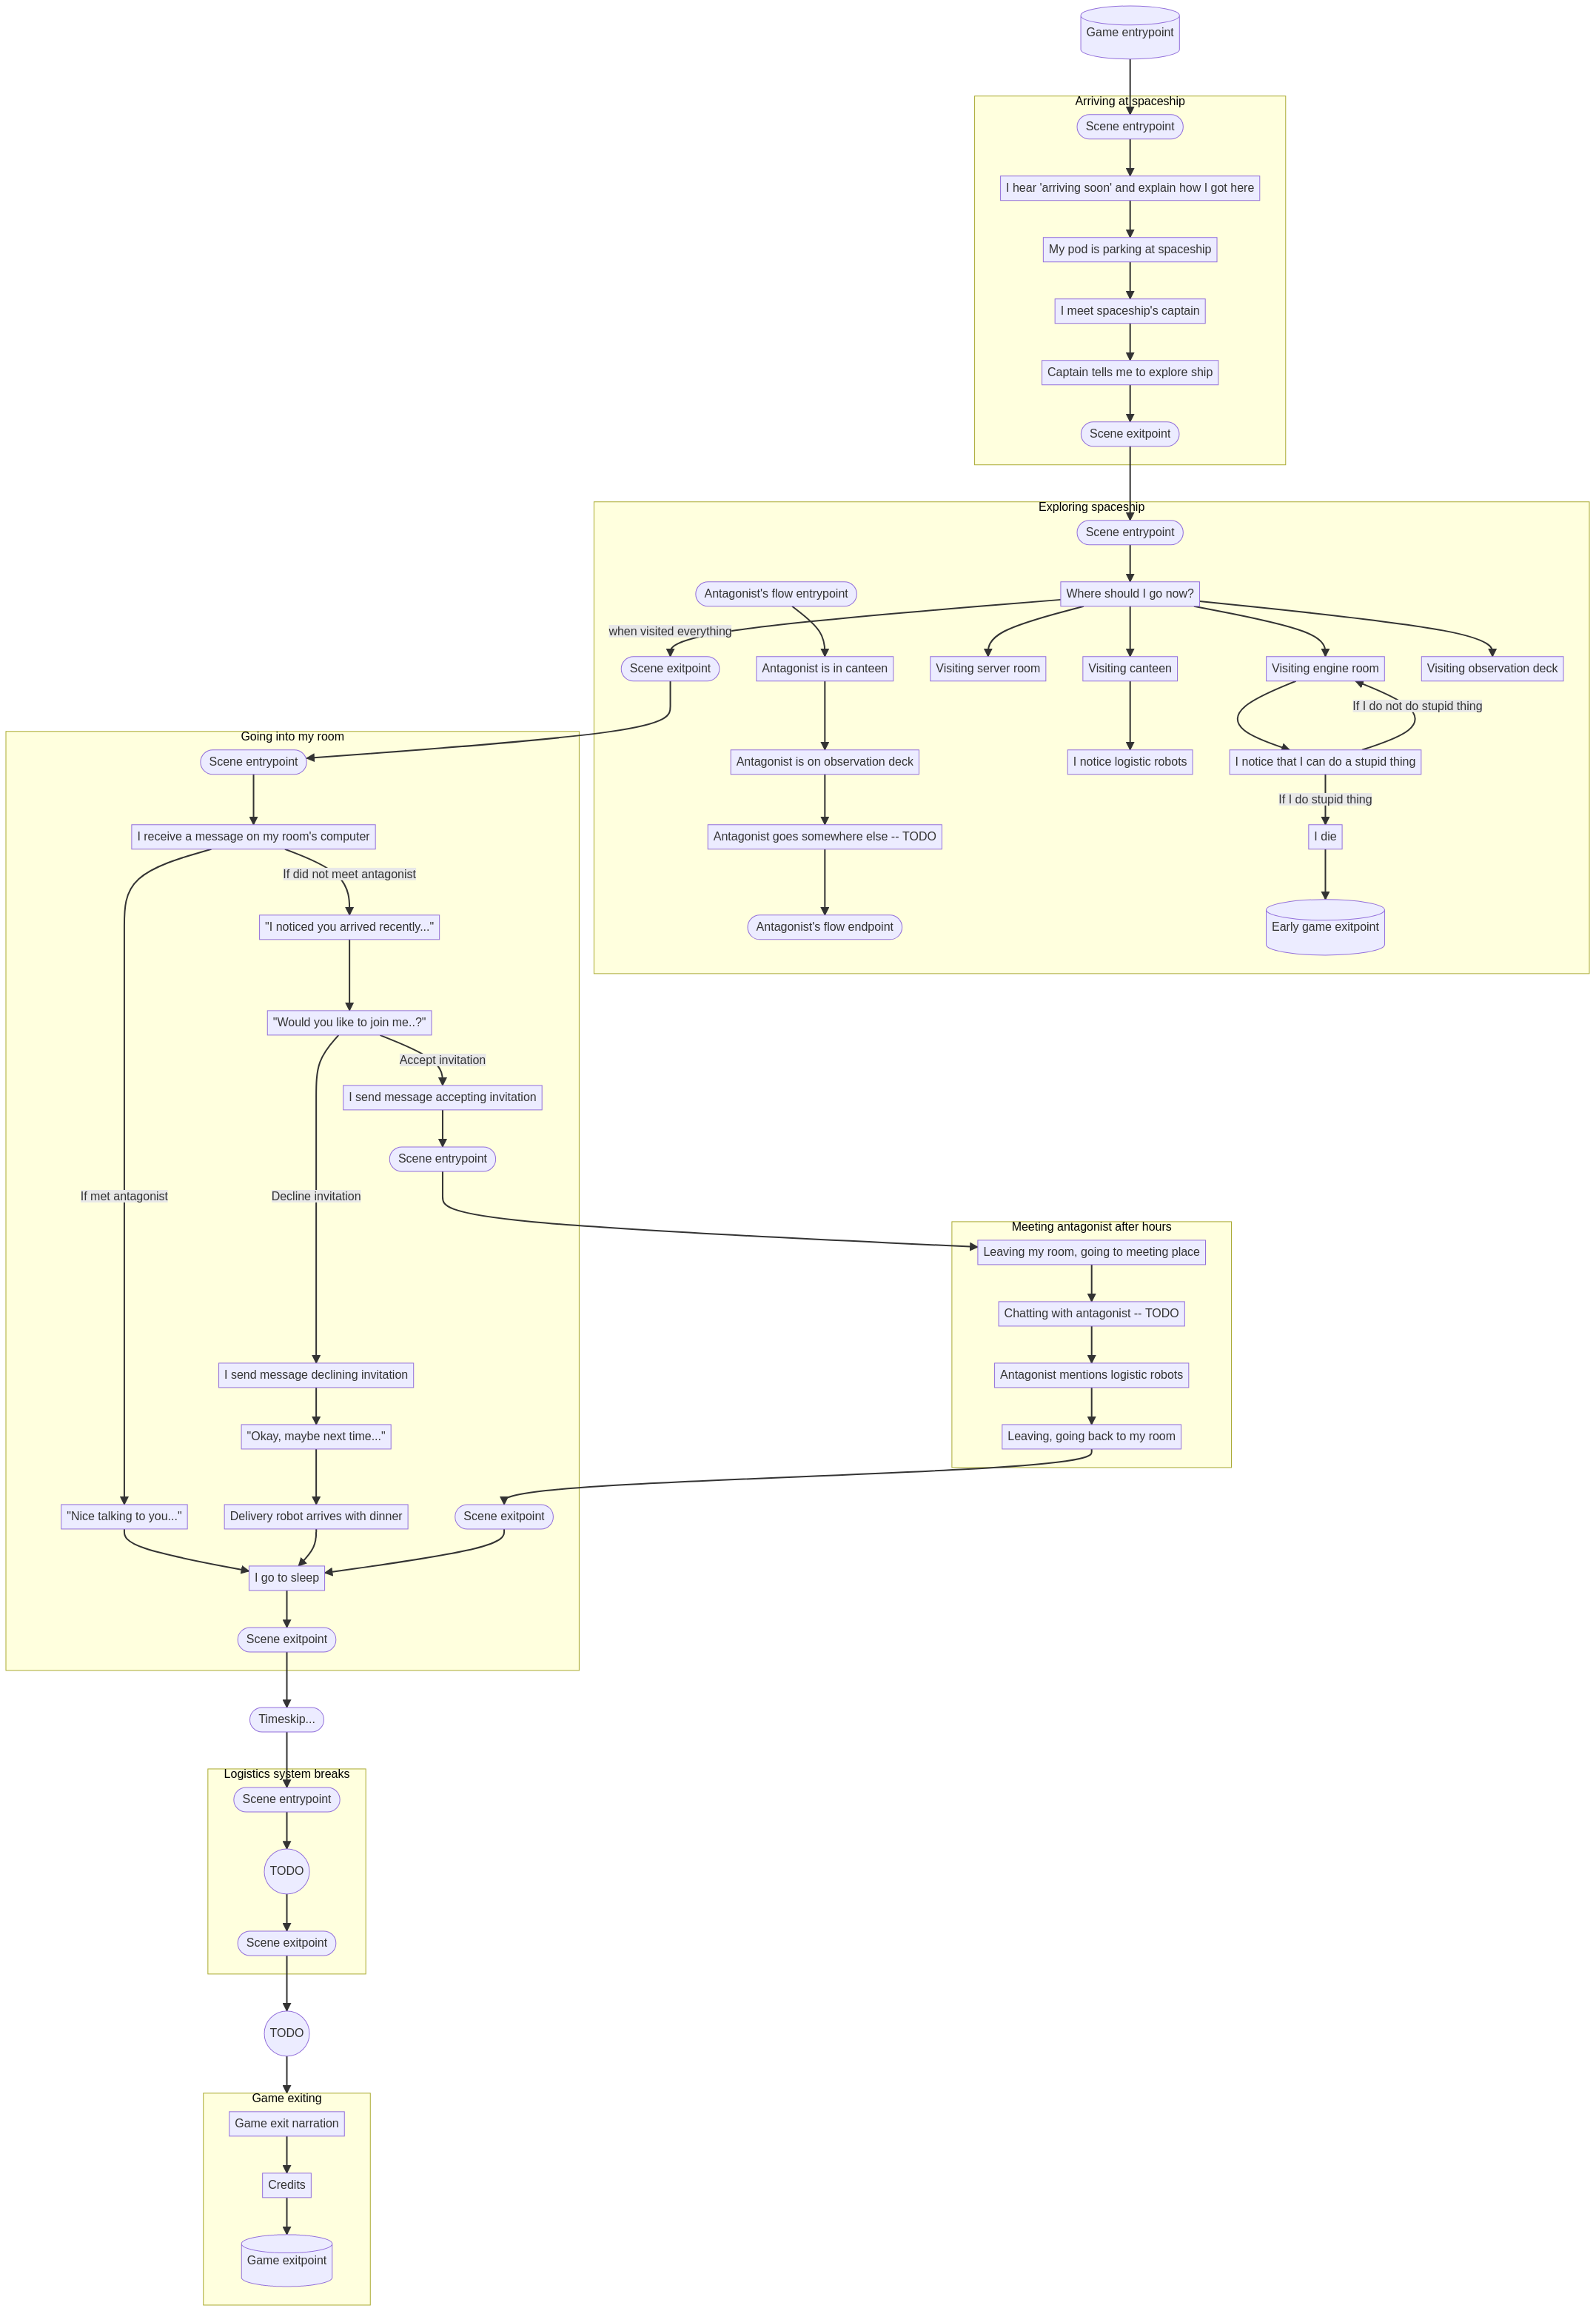 Game entrypoint
Arriving at spaceship
Scene entrypoint
I hear 'arriving soon' and explain how I got here
My pod is parking at spaceship
I meet spaceship's captain
Captain tells me to explore ship
Scene exitpoint
Exploring spaceship
Scene entrypoint
Antagonist's flow entrypoint
Where should I go now?
when visited everything
Scene exitpoint
Antagonist is in canteen
Visiting server room
Visiting canteen
Visiting engine room
Visiting observation deck
If I do not do stupid thing
Antagonist is on observation deck
I notice logistic robots
I notice that I can do a stupid thing
If I do stupid thing
Antagonist goes somewhere else -- TODO
I die
Antagonist's flow endpoint
Early game exitpoint
Going into my room
Scene entrypoint
I receive a message on my room's computer
If did not meet antagonist
"I noticed you arrived recently..."
"Would you like to join me..?"
Accept invitation
I send message accepting invitation
Scene entrypoint
If met antagonist
Decline invitation
Meeting antagonist after hours
Leaving my room, going to meeting place
Chatting with antagonist -- TODO
Antagonist mentions logistic robots
Leaving, going back to my room
I send message declining invitation
"Okay, maybe next time..."
"Nice talking to you..."
Delivery robot arrives with dinner
Scene exitpoint
I go to sleep
Scene exitpoint
Timeskip...
Logistics system breaks
Scene entrypoint
TODO
Scene exitpoint
TODO
Game exiting
Game exit narration
Credits
Game exitpoint